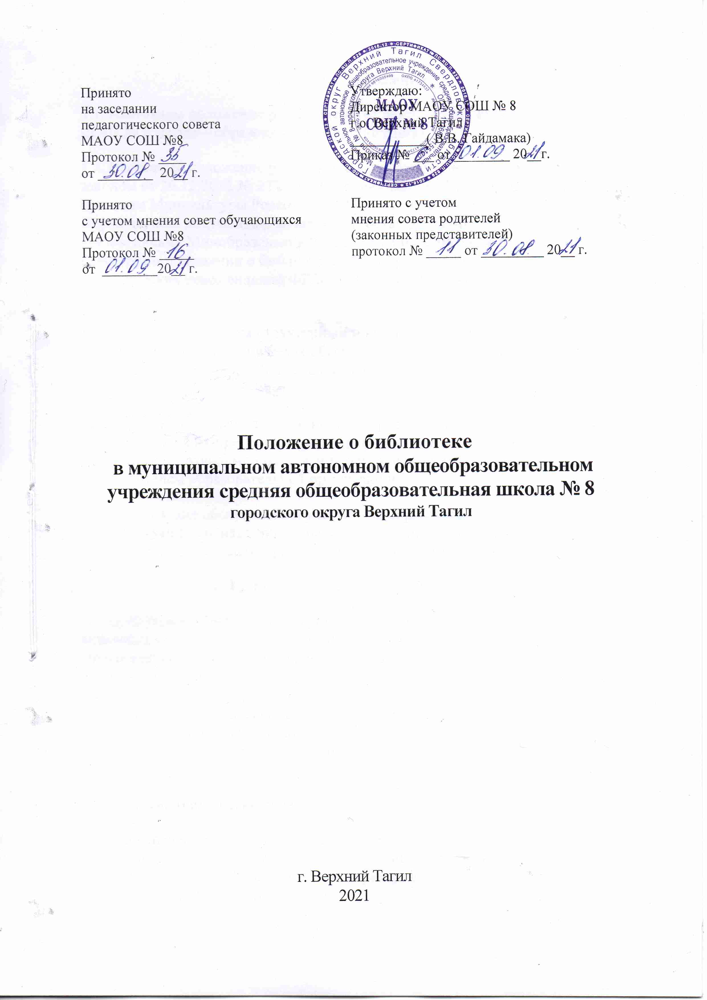 Принято
на заседании
педагогического совета
МАОУ СОШ №8
Протокол № 35
от 30.08. 2021 г.
Утверждаю:
Директор МАОУ СОШ № 8
г.о. Верхний Тагил
( В.В. Гайдамака)
Приказ № от 01.09. 2021 г.
МАОУ
СОШ № 8
Городской округ Верхний Тагил Свердловской области
Муниципальное автономное общеобразовательное учреждение средняя общеобразовательная
школа № 8 городского округа Верхний Тагил
Принято
с учетом мнения совет обучающихся
МАОУ СОШ №8
Протокол № 16
от 01.09. 2021 г.
Принято с учетом
мнения совета родителей
(законных представителей)
протокол № 11 от 30.08. 2021 г.
Положение о библиотеке
в муниципальном автономном общеобразовательном
учреждения средняя общеобразовательная школа № 8
городского округа Верхний Тагил
г. Верхний Тагил
2021